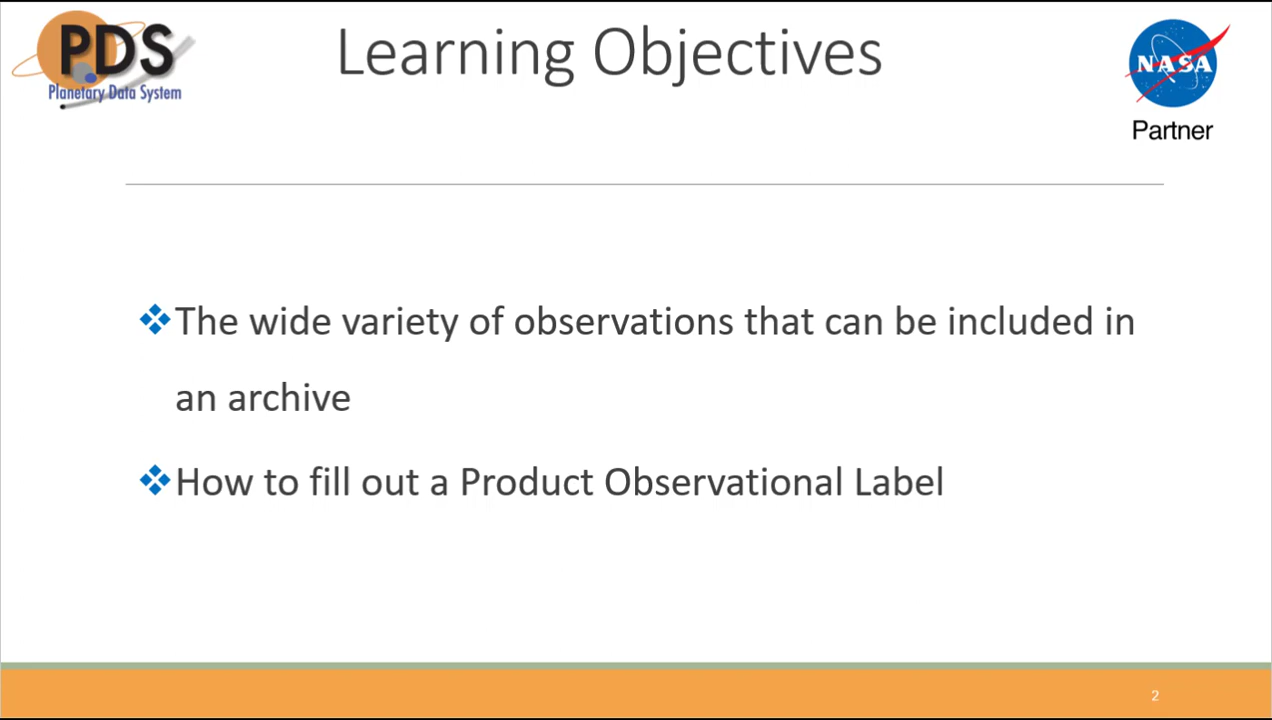 PDS
Planetary Data System
Learning Objectives
NASA
Partner
The wide variety of observations that can be included in
an archive
How to fill out a Product Observational Label
2